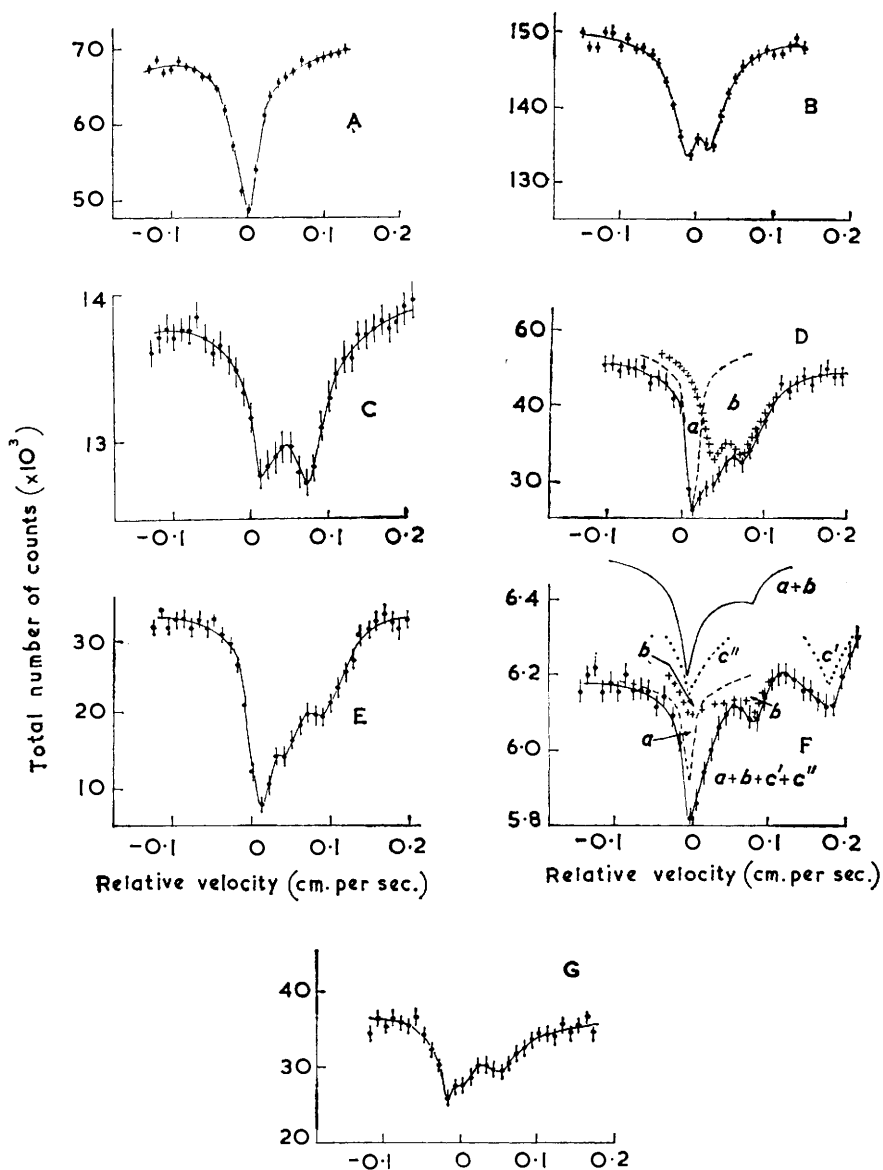 70
60
50
A
-0.1 0 0.1 0.2
150
140
130
B
-0.1 0 0.1 0.2
14
13
C
-0.1 0 0.1 0.2
60
40
30
D
a
b
-0.1 0 0.1 0.2
30
20
10
E
-0.1 0 0.1 0.2
6.4
6.2
6.0
5.8
a+b
b
c"
c'
a
b
F
a+b+c'+c"
-0.1 0 0.1 0.2
Total number of counts (×10³)
Relative velocity (cm. per sec.)
Relative velocity (cm. per sec.)
40
30
20
G
-0.1 0 0.1 0.2